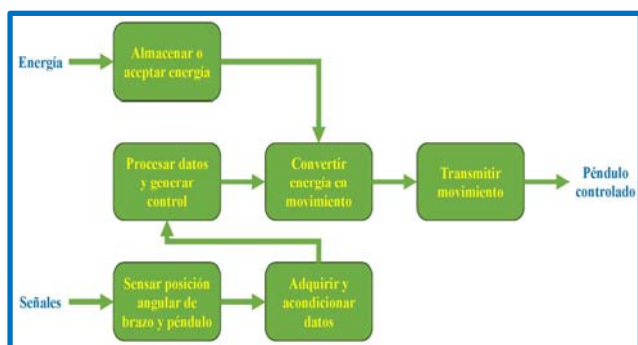 Energía
Almacenar o
aceptar energía
Procesar datos
y generar
control
Convertir
energía en
movimiento
Transmitir
movimiento
Péndulo
controlado
Señales
Sensar posición
angular de
brazo y péndulo
Adquirir y
acondicionar
datos